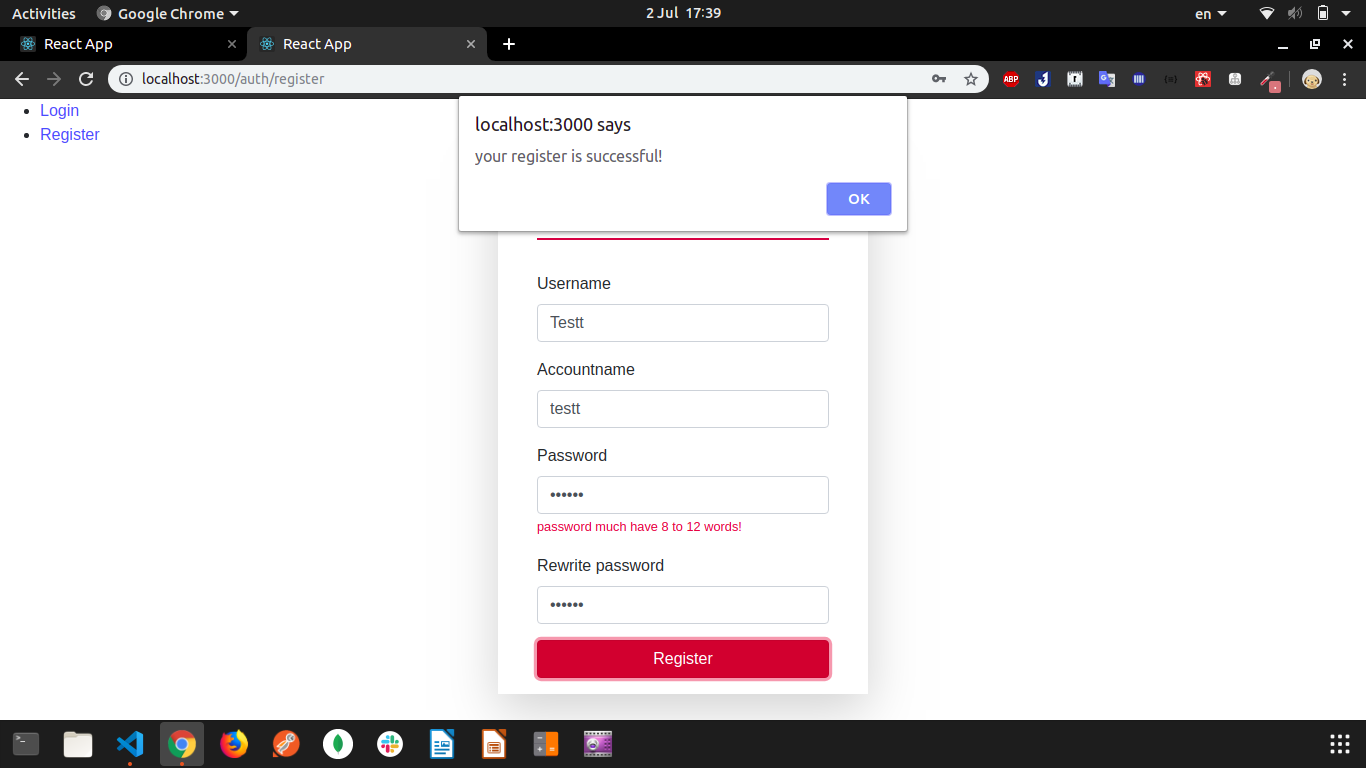 Activities Google Chrome 2 Jul 17:39 en
React App React App
localhost:3000/auth/register ABP
Login
Register
localhost:3000 says
your register is successful!
OK
Username
Testt
Accountname
testt
Password
••••••
password much have 8 to 12 words!
Rewrite password
••••••
Register